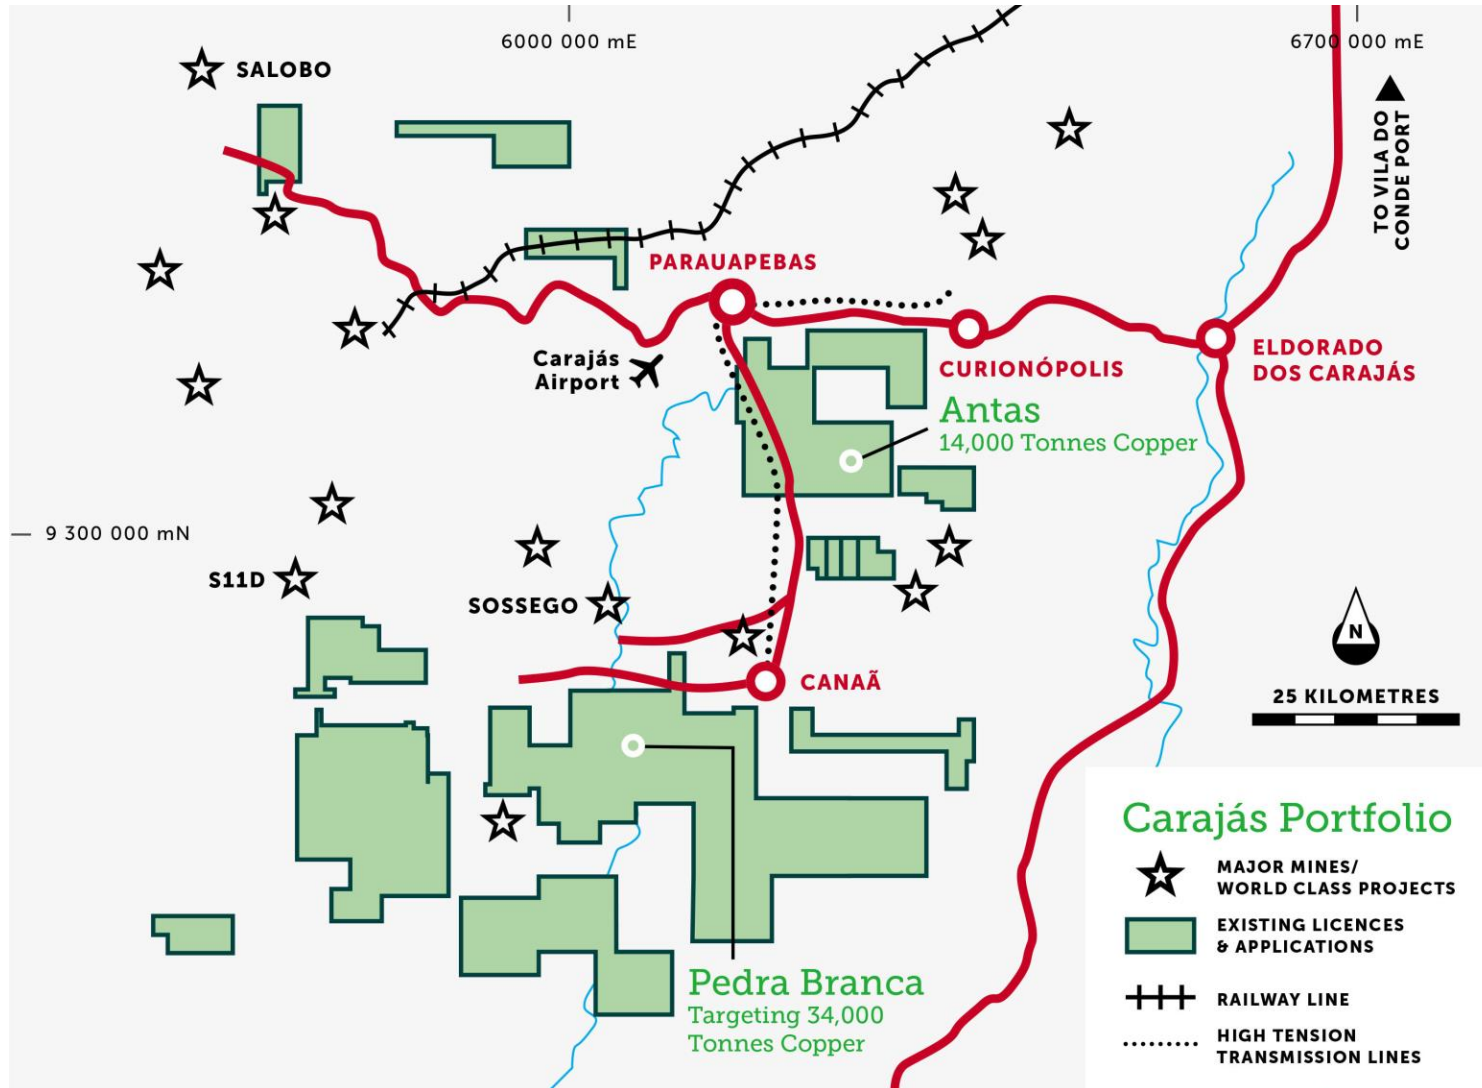 6000 000 mE
6700 000 mE
SALOBO
TO VILA DO
CONDE PORT
PARAUAPEBAS
Carajás
Airport
CURIONÓPOLIS
ELDORADO
DOS CARAJÁS
Antas
14,000 Tonnes Copper
9 300 000 mN
S11D
SOSSEGO
N
CANAÃ
25 KILOMETRES
Carajás Portfolio
MAJOR MINES/
WORLD CLASS PROJECTS
EXISTING LICENCES
& APPLICATIONS
RAILWAY LINE
HIGH TENSION
TRANSMISSION LINES
Pedra Branca
Targeting 34,000
Tonnes Copper